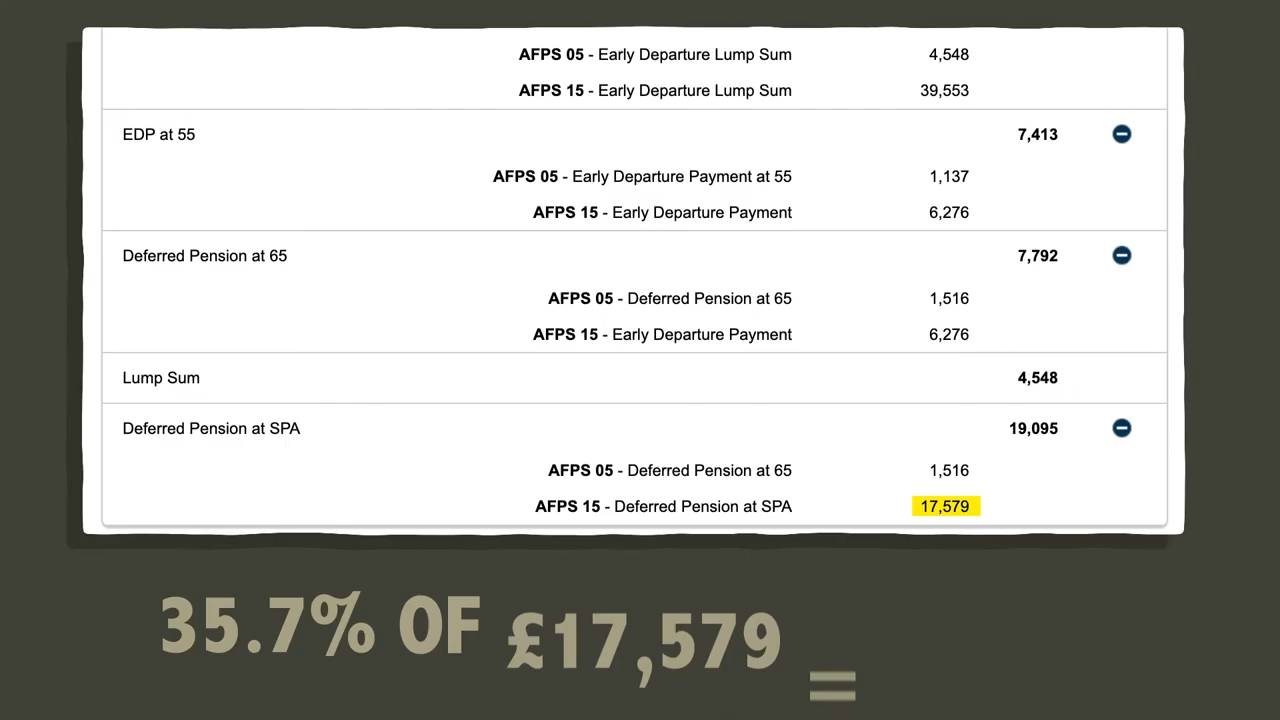 AFPS 05 - Early Departure Lump Sum 4,548
AFPS 15 - Early Departure Lump Sum 39,553
EDP at 55 7,413
AFPS 05 - Early Departure Payment at 55 1,137
AFPS 15 - Early Departure Payment 6,276
Deferred Pension at 65 7,792
AFPS 05 - Deferred Pension at 65 1,516
AFPS 15 - Early Departure Payment 6,276
Lump Sum 4,548
Deferred Pension at SPA 19,095
AFPS 05 - Deferred Pension at 65 1,516
AFPS 15 - Deferred Pension at SPA 17,579
35.7% OF £17,579 =